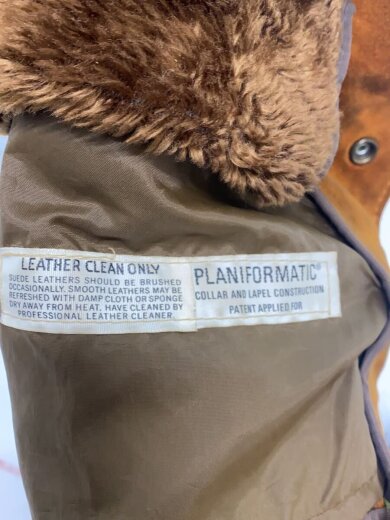 LEATHER CLEAN ONLY
SUEDE LEATHERS SHOULD BE BRUSHED
OCCASIONALLY. SMOOTH LEATHERS MAY BE
REFRESHED WITH DAMP CLOTH OR SPONGE
DRY AWAY FROM HEAT. HAVE CLEANED BY
PROFESSIONAL LEATHER CLEANER.
PLANIFORMATIC®
COLLAR AND LAPEL CONSTRUCTION
PATENT APPLIED FOR